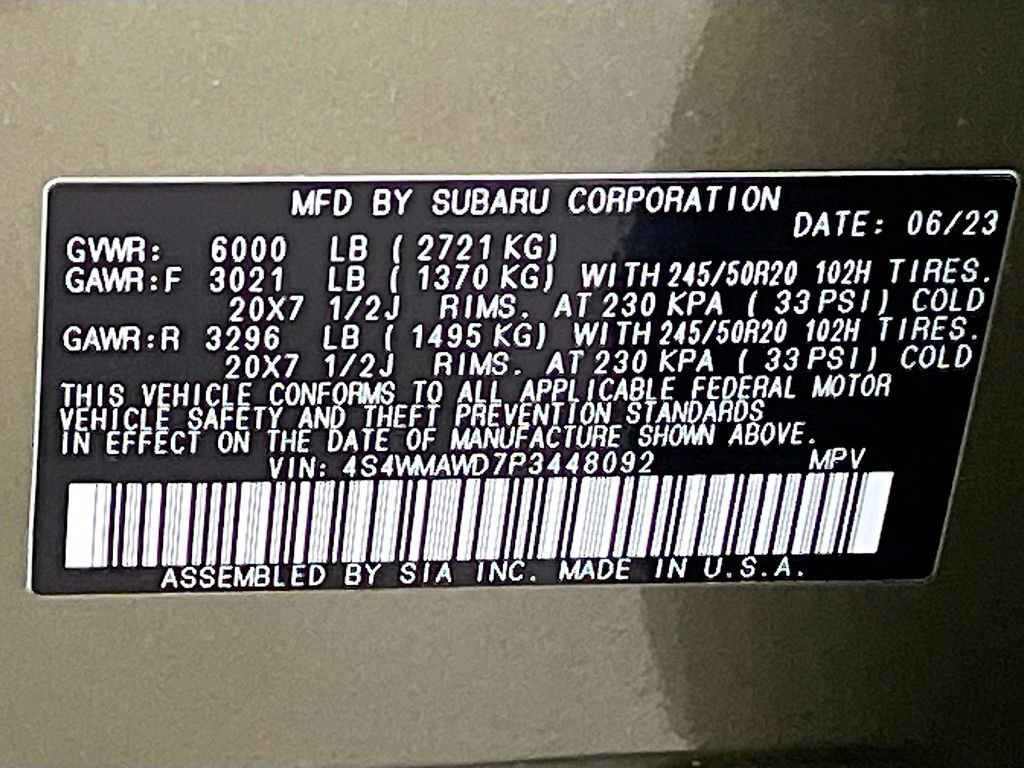 MFD BY SUBARU CORPORATION
DATE: 06/23
GVWR: 6000 LB ( 2721 KG)
GAWR:F 3021 LB ( 1370 KG) WITH 245/50R20 102H TIRES.
20X7 1/2J RIMS. AT 230 KPA ( 33 PSI) COLD
GAWR:R 3296 LB ( 1495 KG) WITH 245/50R20 102H TIRES.
20X7 1/2J RIMS. AT 230 KPA ( 33 PSI) COLD
THIS VEHICLE CONFORMS TO ALL APPLICABLE FEDERAL MOTOR
VEHICLE SAFETY AND THEFT PREVENTION STANDARDS
IN EFFECT ON THE DATE OF MANUFACTURE SHOWN ABOVE.
VIN: 4S4WMAWD7P3448092 MPV
ASSEMBLED BY SIA INC. MADE IN U.S.A.